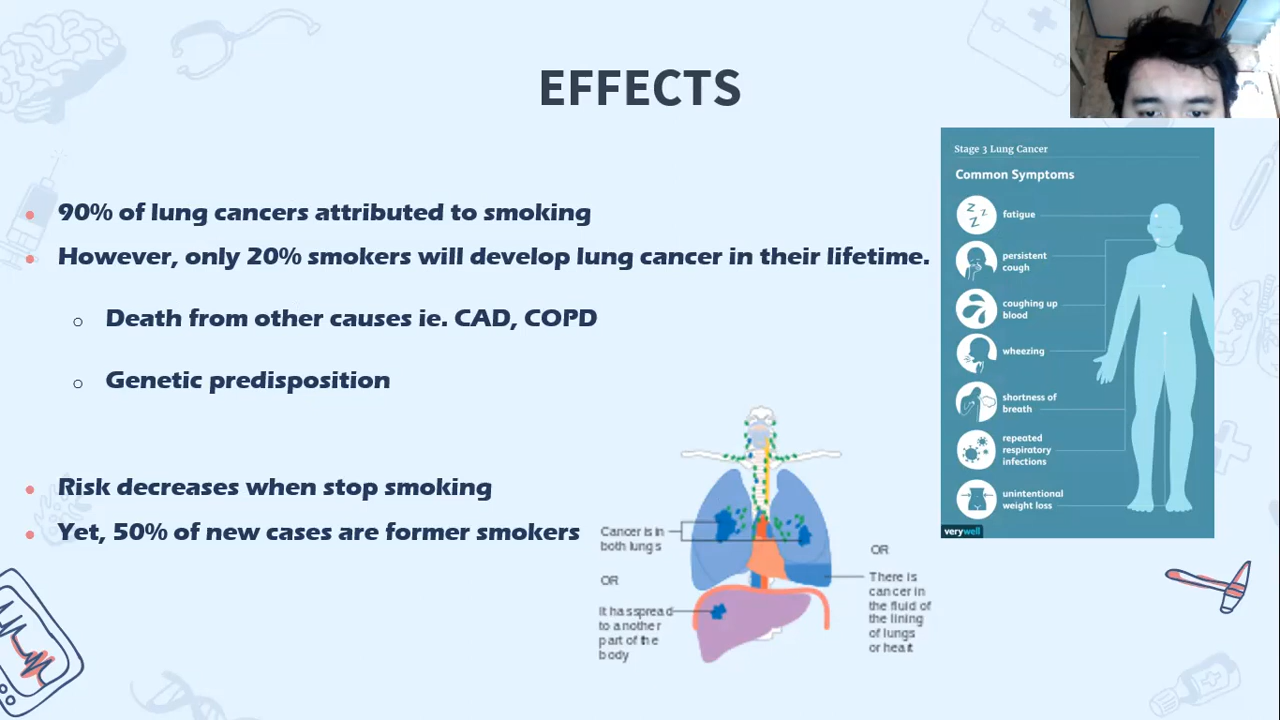 EFFECTS
90% of lung cancers attributed to smoking
However, only 20% smokers will develop lung cancer in their lifetime.
Death from other causes ie. CAD, COPD
Genetic predisposition
Risk decreases when stop smoking
Yet, 50% of new cases are former smokers
Cancer is in
both lungs
OR
It has spread
to another
part of the
body
OR
There is
cancer in
the fluid of
the lining
of lungs
or heart
Stage 3 Lung Cancer
Common Symptoms
z z z
fatigue
persistent
cough
coughing up
blood
wheezing
shortness of
breath
repeated
respiratory
infections
unintentional
weight loss
verywell